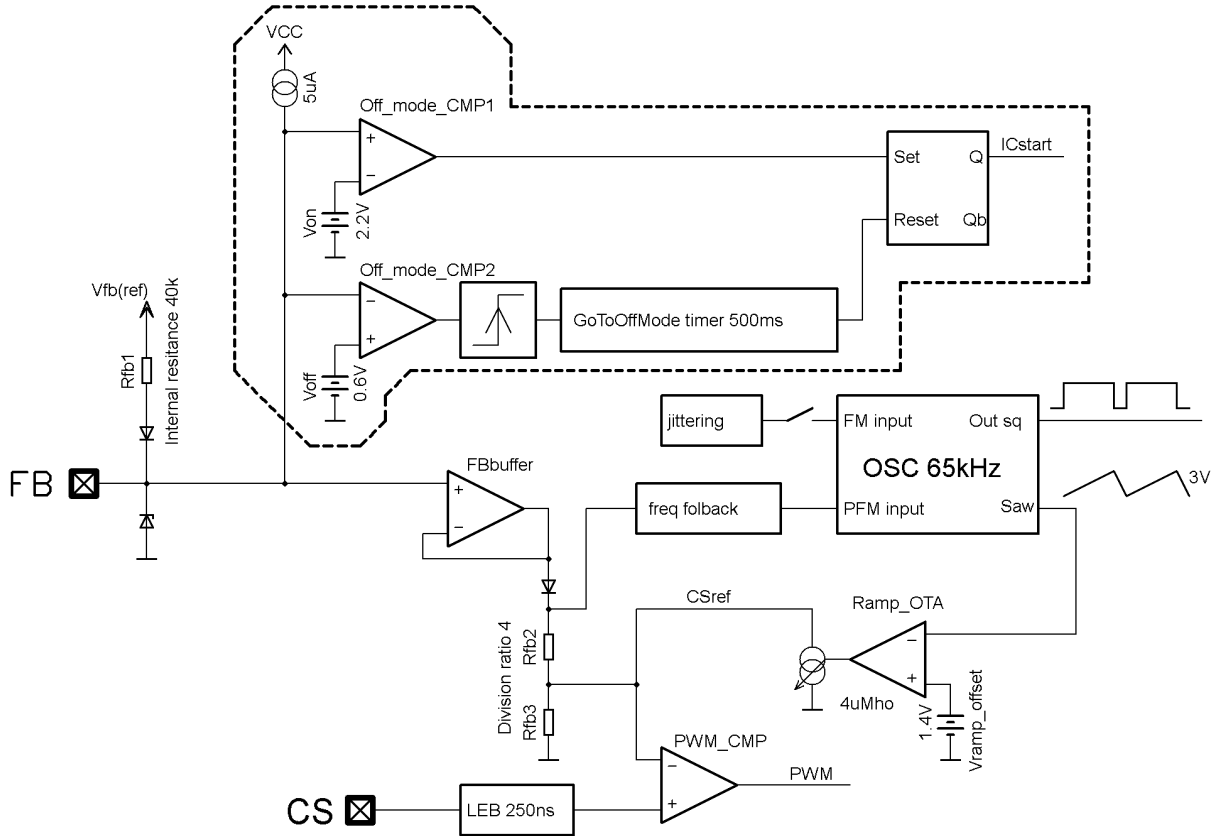 VCC
5uA
Off_mode_CMP1
+
−
Von
2.2V
Set
Q
ICstart
Reset
Qb
Off_mode_CMP2
−
+
Voff
0.6V
GoToOffMode timer 500ms
Vfb(ref)
Rfb1
Internal resitance 40k
jittering
FM input
Out sq
OSC 65kHz
PFM input
Saw
3V
FB
FBbuffer
+
−
freq folback
CSref
Ramp_OTA
Division ratio 4
Rfb2
Rfb3
−
+
4uMho
1.4V
Vramp_offset
PWM_CMP
−
+
PWM
CS
LEB 250ns